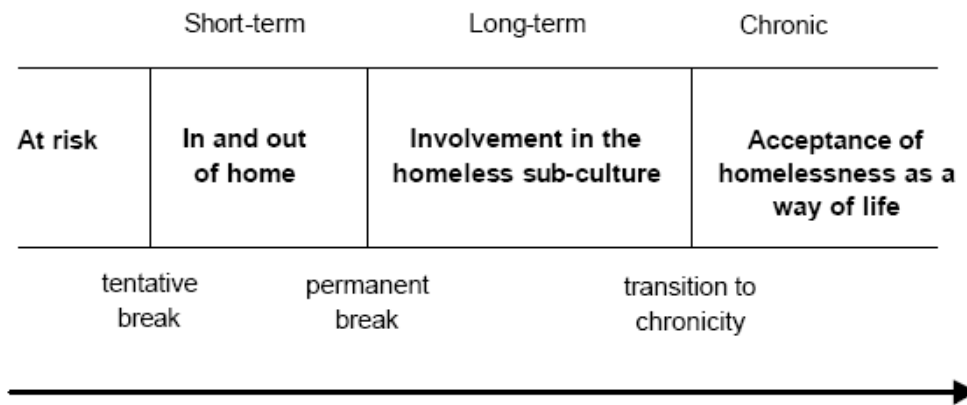 Short-term Long-term Chronic
At risk
In and out
of home
Involvement in the
homeless sub-culture
Acceptance of
homelessness as a
way of life
tentative
break
permanent
break
transition to
chronicity